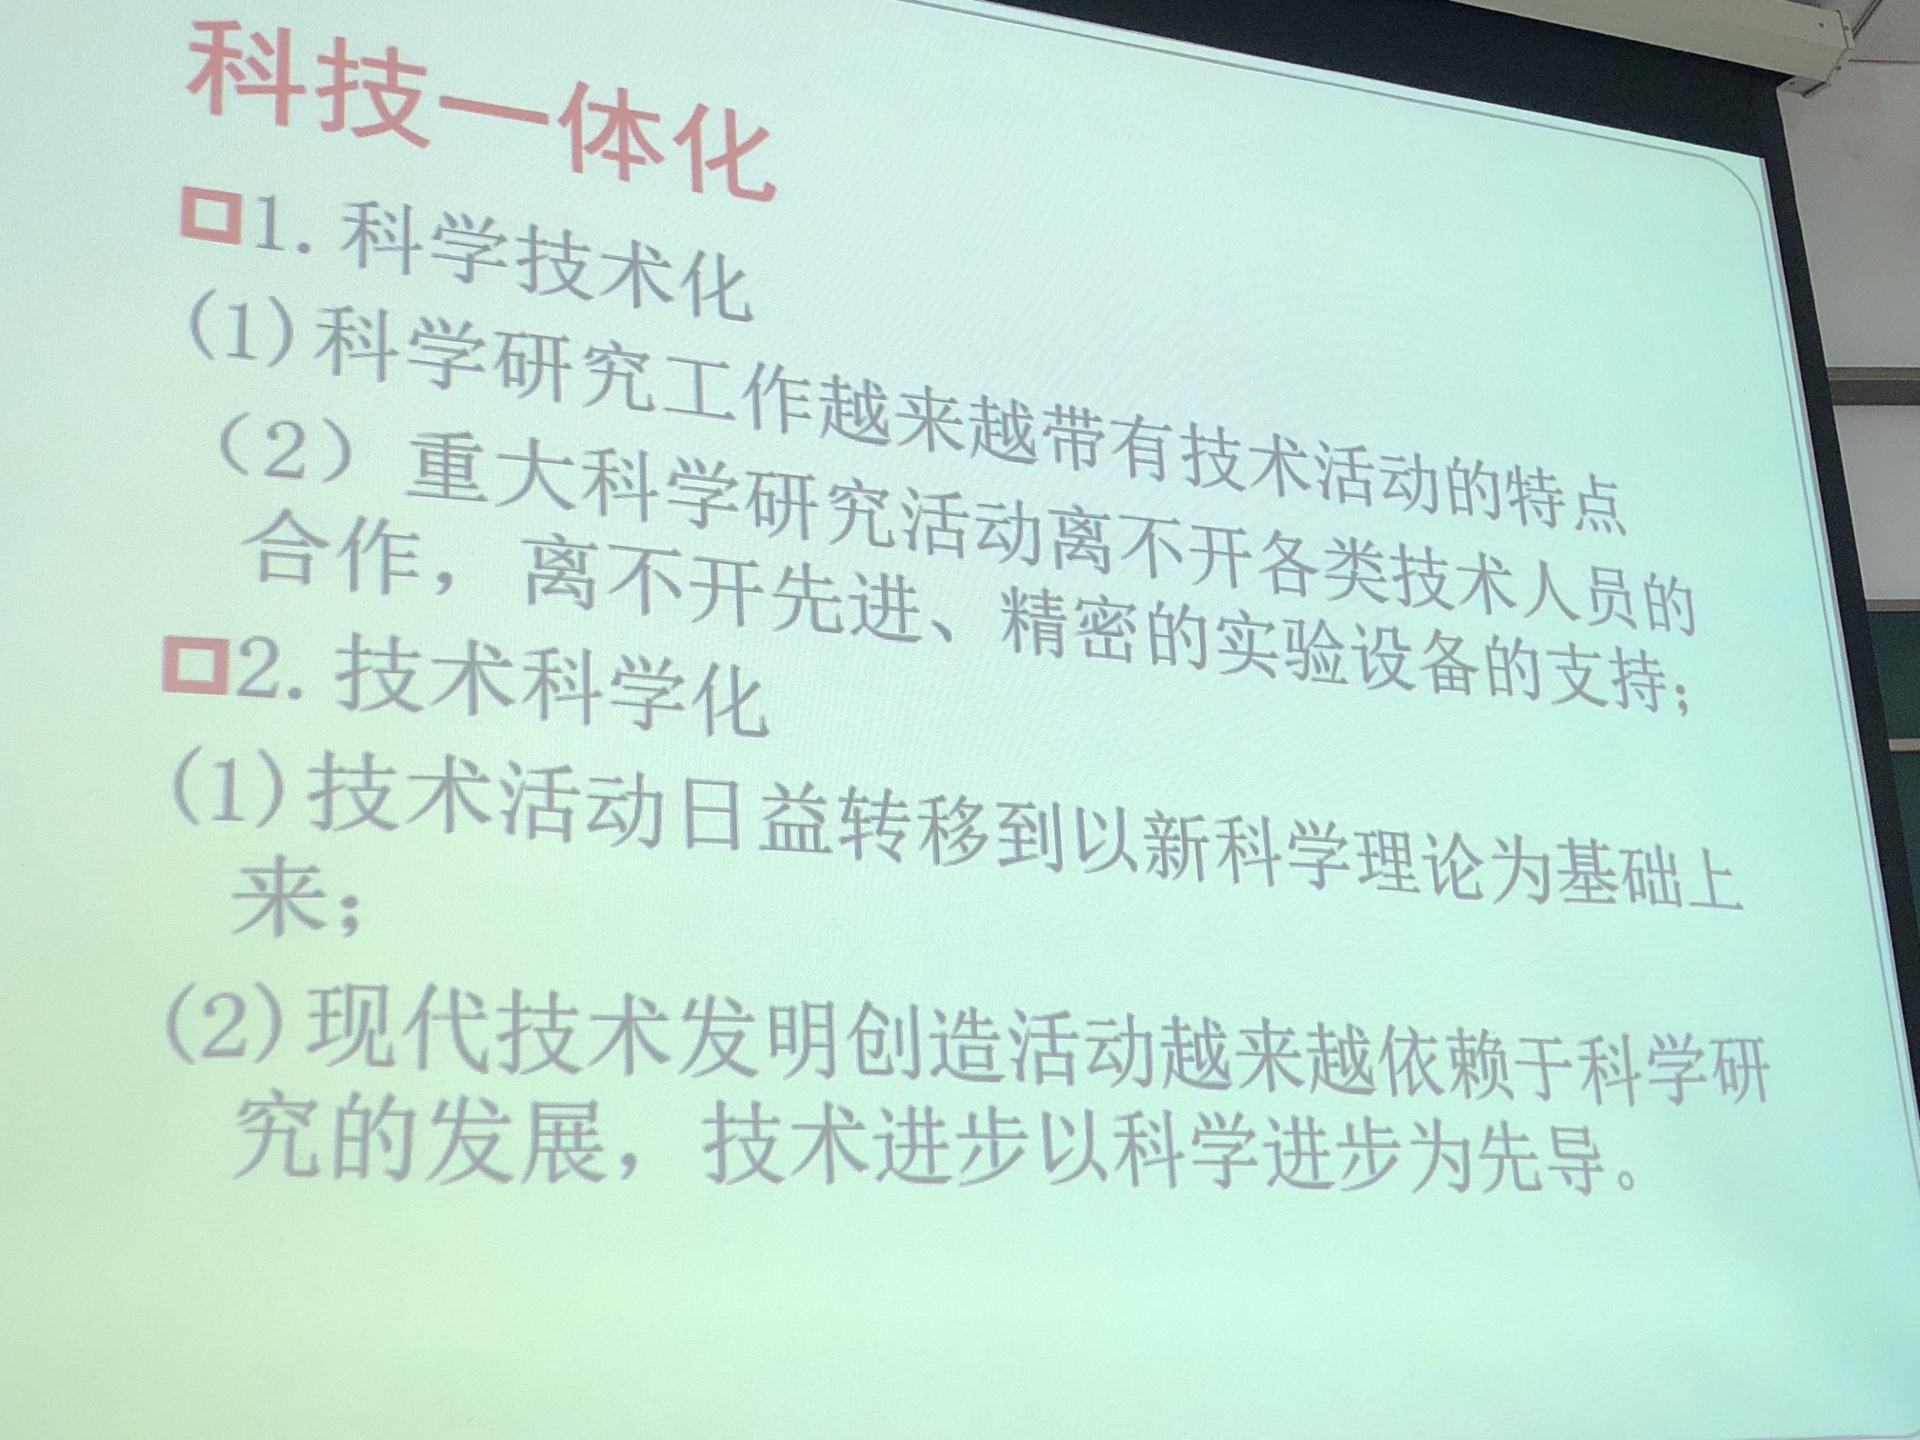 科技一体化
1.科学技术化
(1)科学研究工作越来越带有技术活动的特点
（2）重大科学研究活动离不开各类技术人员的
合作，离不开先进、精密的实验设备的支持；
2.技术科学化
(1)技术活动日益转移到以新科学理论为基础上
来；
(2)现代技术发明创造活动越来越依赖于科学研
究的发展，技术进步以科学进步为先导。